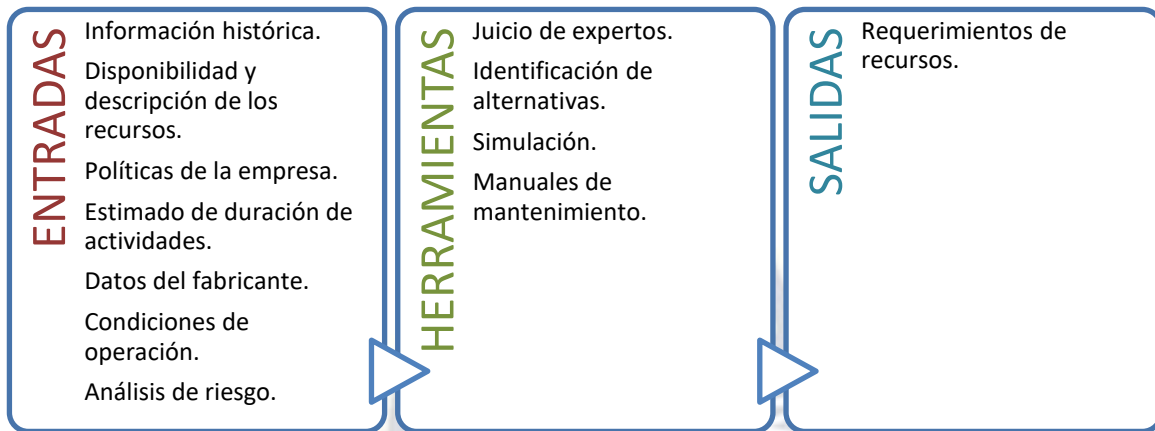 ENTRADAS
Información histórica.
Disponibilidad y
descripción de los
recursos.
Políticas de la empresa.
Estimado de duración de
actividades.
Datos del fabricante.
Condiciones de
operación.
Análisis de riesgo.
HERRAMIENTAS
Juicio de expertos.
Identificación de
alternativas.
Simulación.
Manuales de
mantenimiento.
SALIDAS
Requerimientos de
recursos.